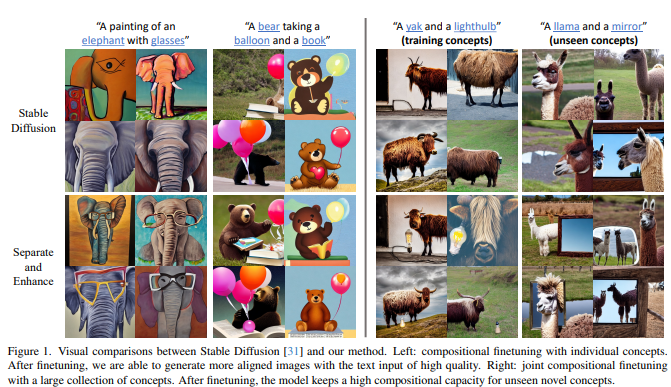 “A painting of an
elephant with glasses”
“A bear taking a
balloon and a book”
“A yak and a lighthulb”
(training concepts)
“A llama and a mirror”
(unseen concepts)
Stable
Diffusion
Separate
and
Enhance
Figure 1. Visual comparisons between Stable Diffusion [31] and our method. Left: compositional finetuning with individual concepts.
After finetuning, we are able to generate more aligned images with the text input of high quality. Right: joint compositional finetuning
with a large collection of concepts. After finetuning, the model keeps a high compositional capacity for unseen novel concepts.